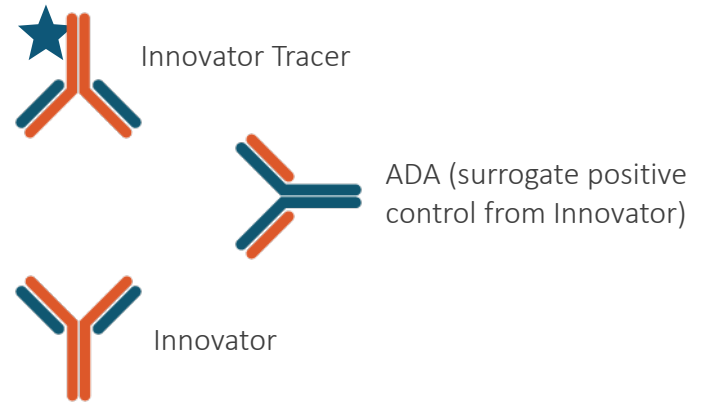 Innovator Tracer
ADA (surrogate positive
control from Innovator)
Innovator